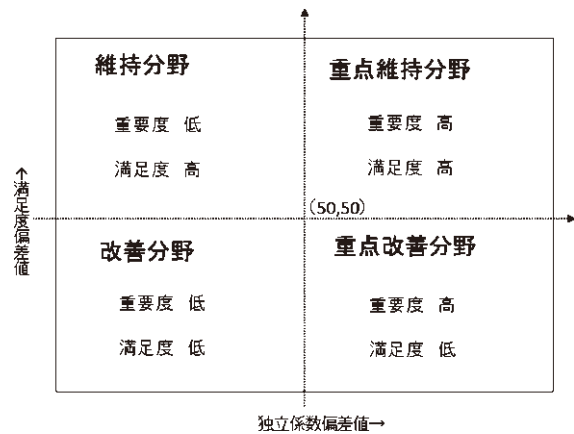 維持分野
重要度 低
満足度 高
重点維持分野
重要度 高
満足度 高
(50,50)
↑満足度偏差値
改善分野
重要度 低
満足度 低
重点改善分野
重要度 高
満足度 低
独立係数偏差値→